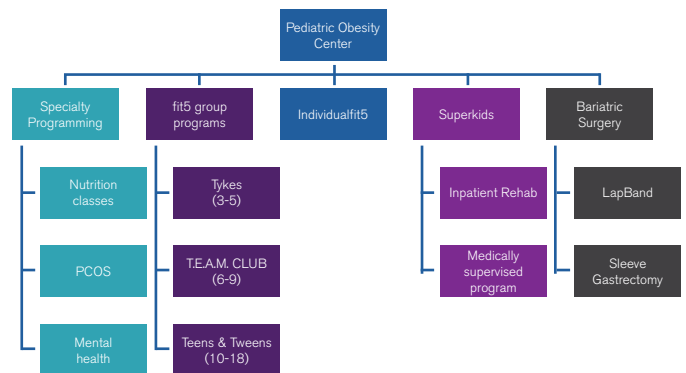 Pediatric Obesity
Center
Specialty
Programming
fit5 group
programs
Individualfit5
Superkids
Bariatric
Surgery
Nutrition
classes
Tykes
(3-5)
Inpatient Rehab
LapBand
PCOS
T.E.A.M. CLUB
(6-9)
Medically
supervised
program
Sleeve
Gastrectomy
Mental
health
Teens & Tweens
(10-18)